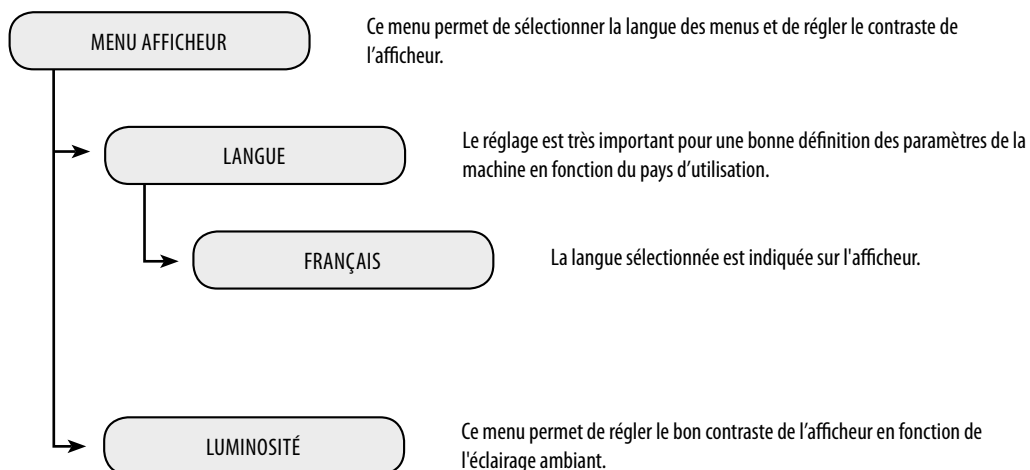 MENU AFFICHEUR
Ce menu permet de sélectionner la langue des menus et de régler le contraste de
l’afficheur.
LANGUE
Le réglage est très important pour une bonne définition des paramètres de la
machine en fonction du pays d’utilisation.
FRANÇAIS
La langue sélectionnée est indiquée sur l'afficheur.
LUMINOSITÉ
Ce menu permet de régler le bon contraste de l’afficheur en fonction de
l'éclairage ambiant.